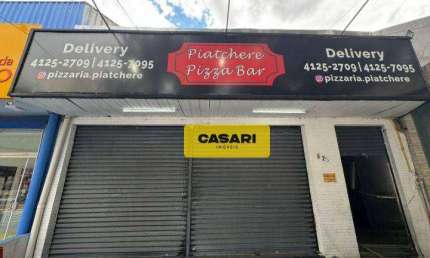 Delivery
4125-2709 | 4125-7095
pizzaria.piatchere
Piatchere
Pizza Bar
Delivery
4125-2709 | 4125-7095
pizzaria.piatchere
CASARI
IMÓVEIS